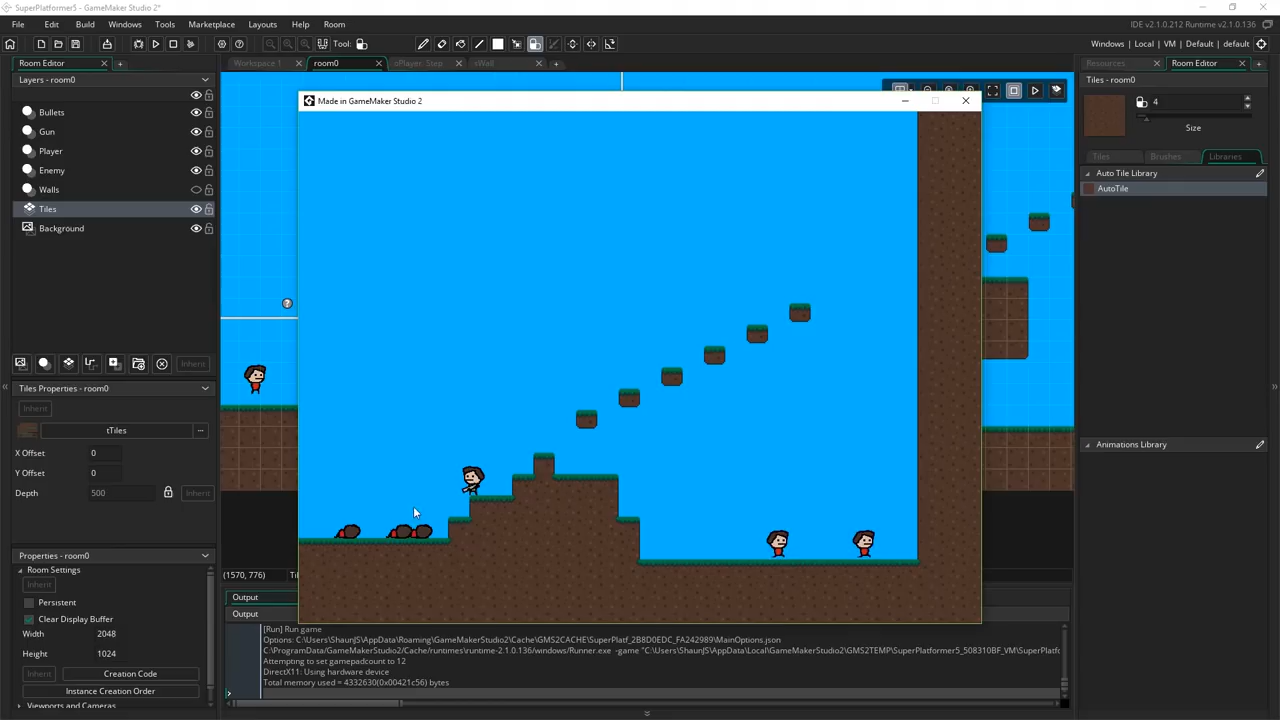 SuperPlatformer5 - GameMaker Studio 2*
File Edit Build Windows Tools Marketplace Layouts Help Room
IDE v2.1.0.212 Runtime v2.1.0.136
Tool:
Windows | Local | VM | Default | default
Room Editor
Workspace 1 room0 oPlayer: Step sWall
Resources Room Editor
Layers - room0
Bullets
Gun
Player
Enemy
Walls
Tiles
Background
Inherit
Tiles Properties - room0
Inherit
tTiles
...
X Offset 0
Y Offset 0
Depth 500 Inherit
Properties - room0
Room Settings
Inherit
Persistent
Clear Display Buffer
Width 2048
Height 1024
Inherit Creation Code
Instance Creation Order
Viewports and Cameras
Made in GameMaker Studio 2
(1570, 776)
Output
Output
[Run] Run game
Options: C:\Users\ShaunJS\AppData\Roaming\GameMakerStudio2\Cache\GMS2CACHE\SuperPlatf_2B8D0EDC_FA242989\MainOptions.json
C:\ProgramData/GameMakerStudio2/Cache/runtimes\runtime-2.1.0.136/windows/Runner.exe -game "C:\Users\ShaunJS\AppData\Local\GameMakerStudio2\GMS2TEMP\SuperPlatformer5_508310BF_VM\SuperPlatfo
Attempting to set gamepadcount to 12
DirectX11: Using hardware device
Total memory used = 4332630(0x00421c56) bytes
Tiles - room0
4
Size
Tiles Brushes Libraries
Auto Tile Library
AutoTile
Animations Library